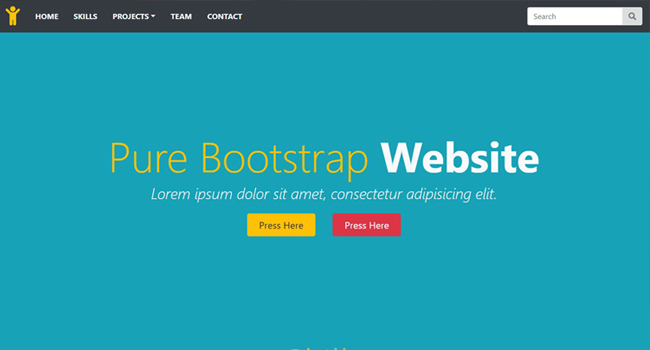 HOME SKILLS PROJECTS TEAM CONTACT Search
Pure Bootstrap Website
Lorem ipsum dolor sit amet, consectetur adipisicing elit.
Press Here Press Here